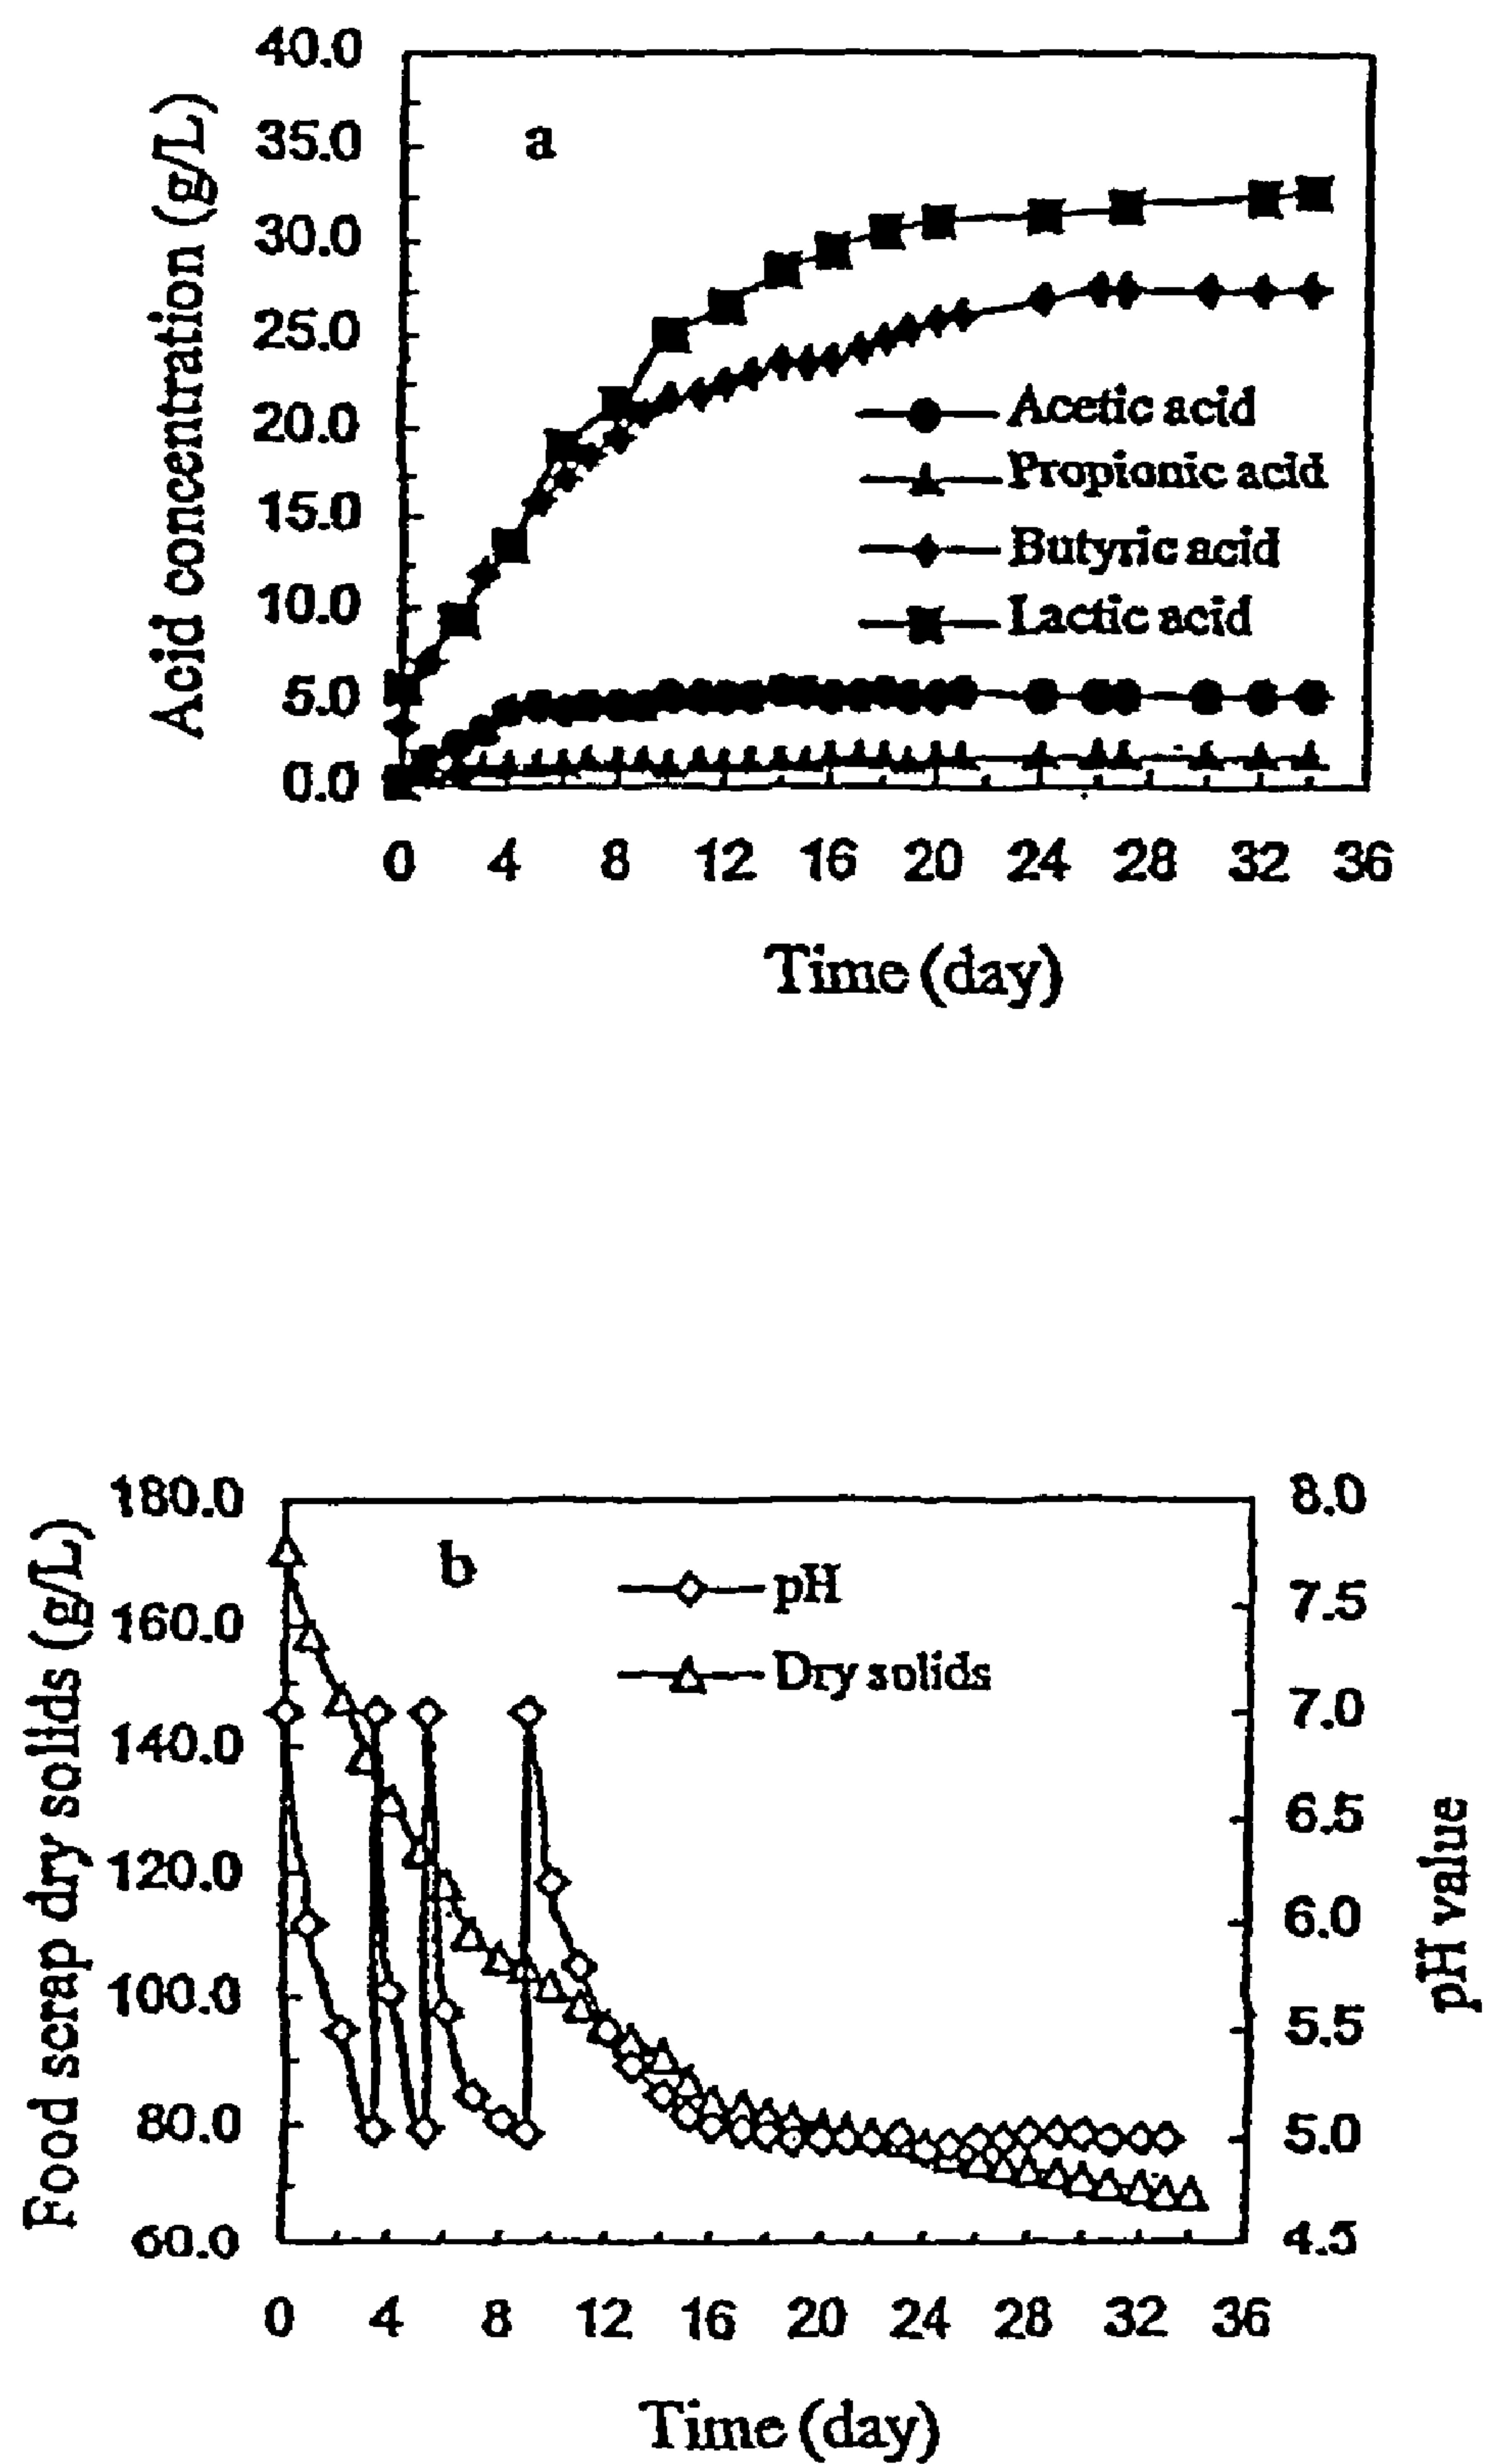 40.0
35.0
30.0
25.0
20.0
15.0
10.0
5.0
0.0
Acid concentration (g/L)
a
Acetic acid
Propionic acid
Butyric acid
Lactic acid
0 4 8 12 16 20 24 28 32 36
Time (day)
180.0
160.0
140.0
120.0
100.0
80.0
60.0
Food scrap dry solids (g/L)
b
pH
Dry solids
8.0
7.5
7.0
6.5
6.0
5.5
5.0
4.5
pH value
0 4 8 12 16 20 24 28 32 36
Time (day)